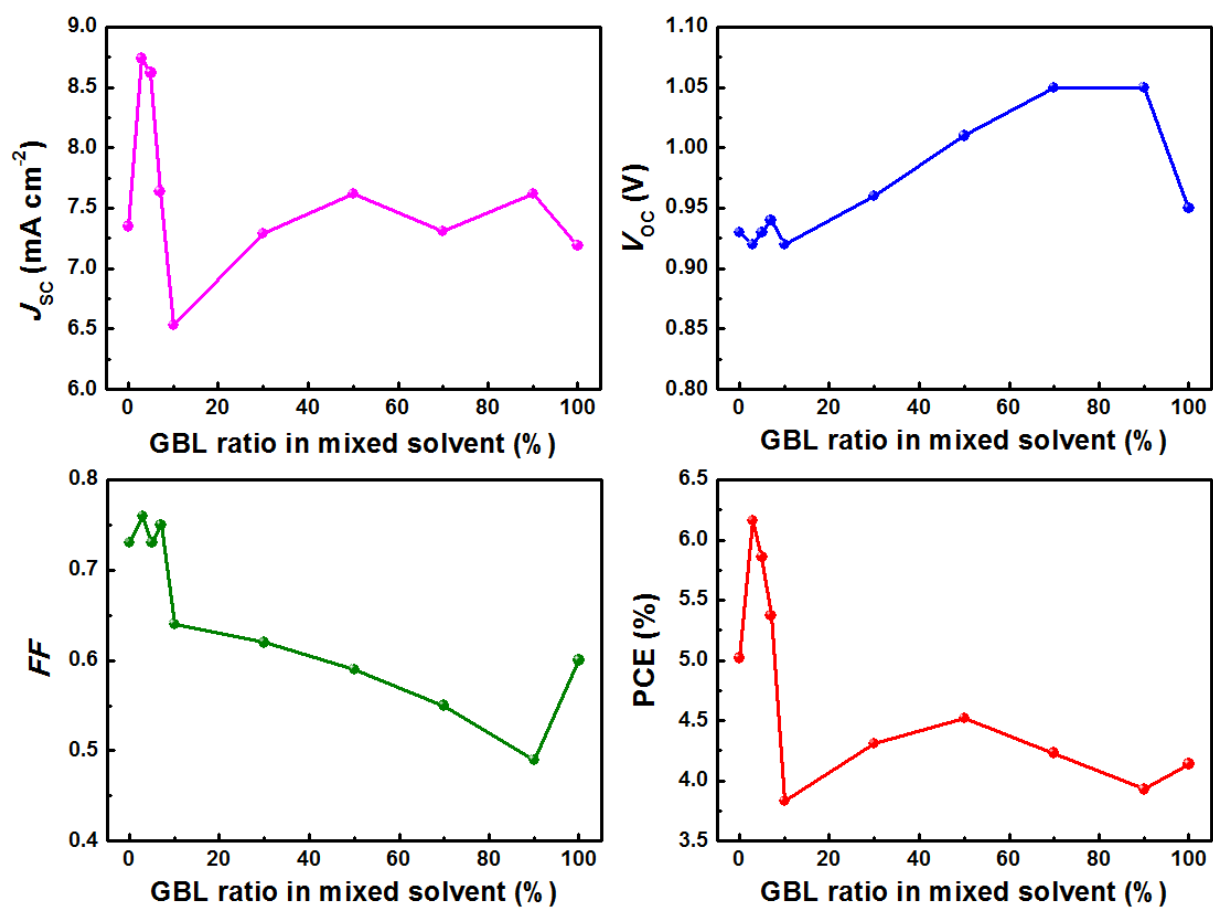 9.0
8.5
8.0
7.5
7.0
6.5
6.0
JSC (mA cm-2)
0 20 40 60 80 100
GBL ratio in mixed solvent (%)
1.10
1.05
1.00
0.95
0.90
0.85
0.80
VOC (V)
0 20 40 60 80 100
GBL ratio in mixed solvent (%)
0.8
0.7
0.6
0.5
0.4
FF
0 20 40 60 80 100
GBL ratio in mixed solvent (%)
6.5
6.0
5.5
5.0
4.5
4.0
3.5
PCE (%)
0 20 40 60 80 100
GBL ratio in mixed solvent (%)